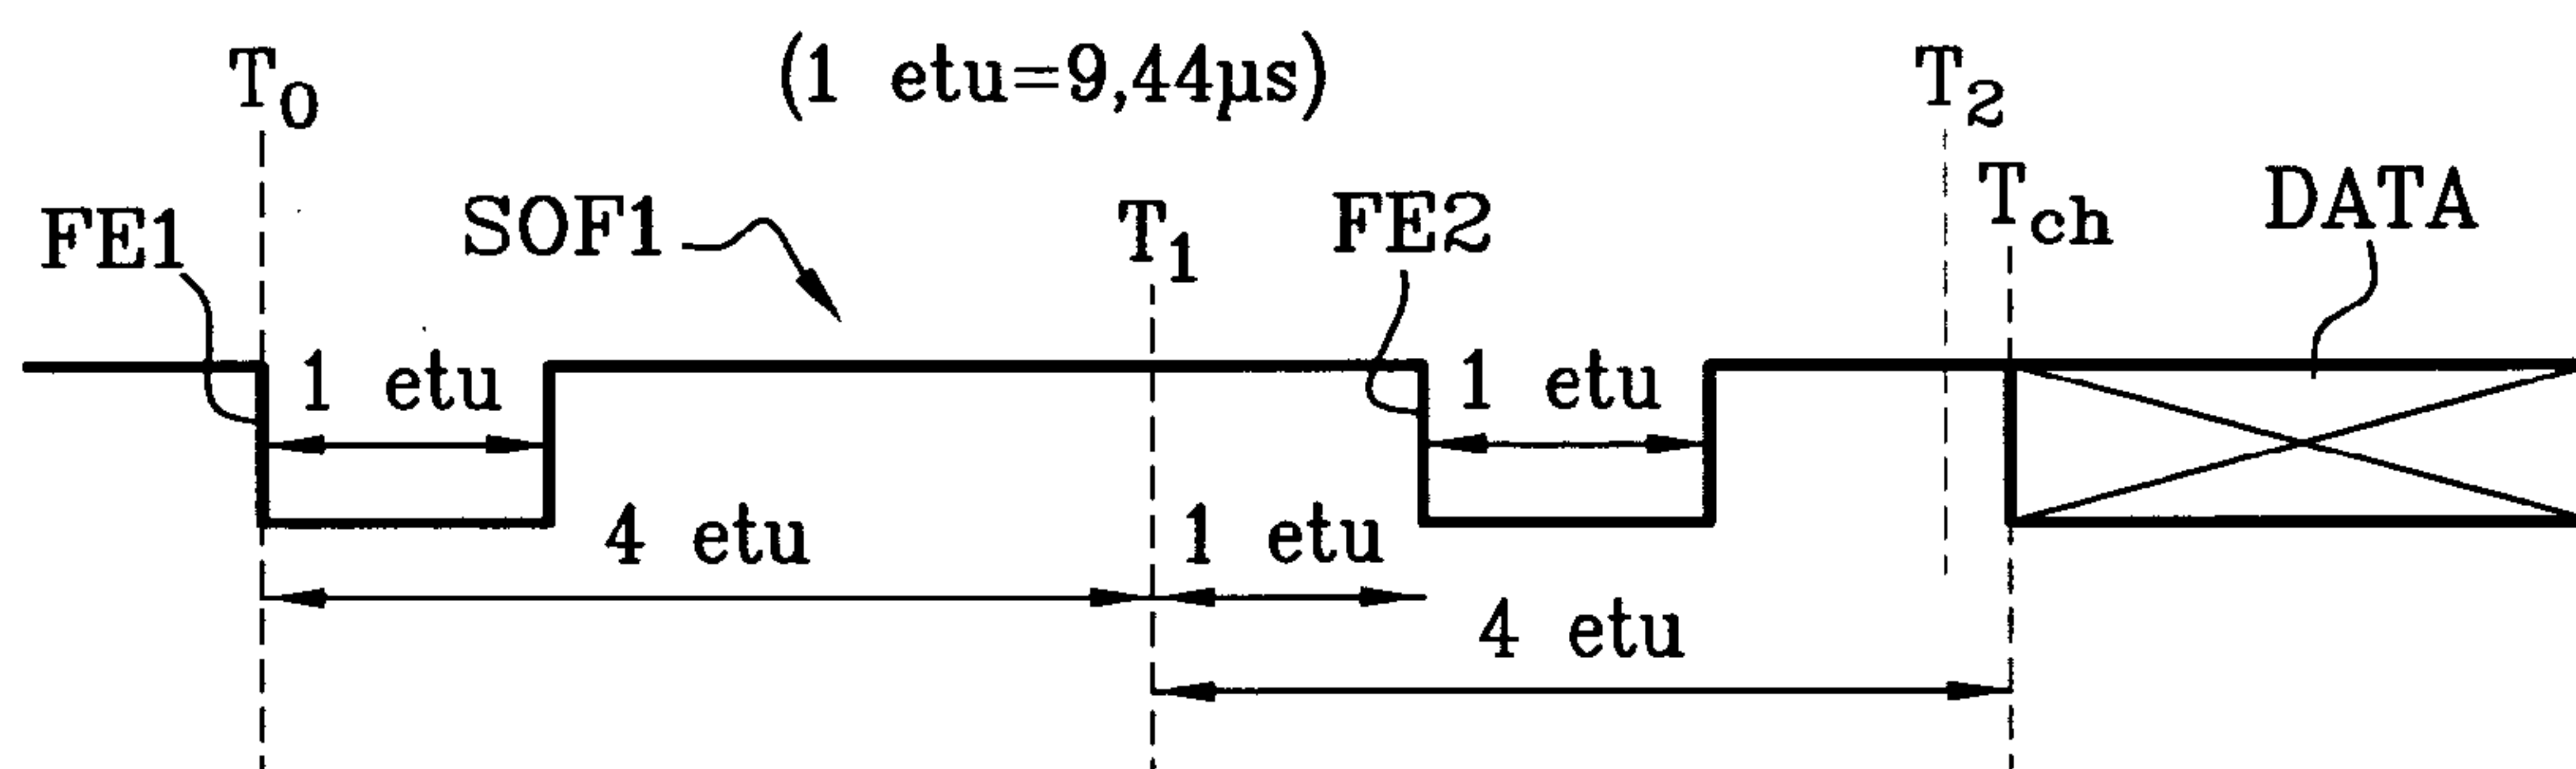 T0
(1 etu=9,44µs)
T2
FE1
SOF1
T1
FE2
Tch
DATA
1 etu
1 etu
4 etu
1 etu
4 etu